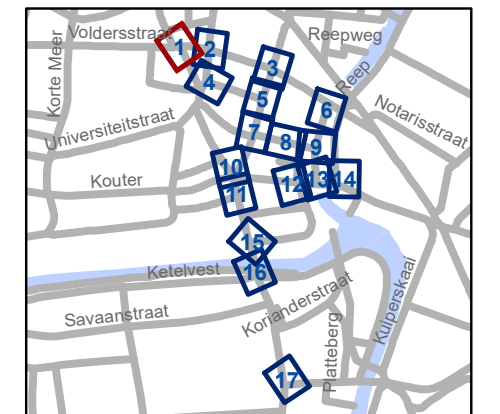 Voldersstraat
Reepweg
Korte Meer
Reep
Notarisstraat
Universiteitstraat
Kouter
Ketelvest
Savaanstraat
Korianderstraat
Platteberg
Kuiperskaai
1
2
3
4
5
6
7
8
9
10
11
12
13
14
15
16
17